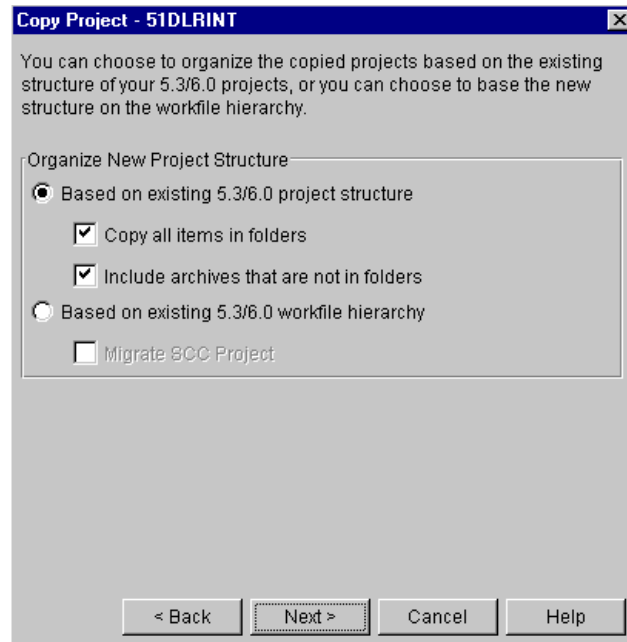 Copy Project - 51DLRINT
You can choose to organize the copied projects based on the existing
structure of your 5.3/6.0 projects, or you can choose to base the new
structure on the workfile hierarchy.
Organize New Project Structure
Based on existing 5.3/6.0 project structure
Copy all items in folders
Include archives that are not in folders
Based on existing 5.3/6.0 workfile hierarchy
Migrate SCC Project
< Back Next > Cancel Help